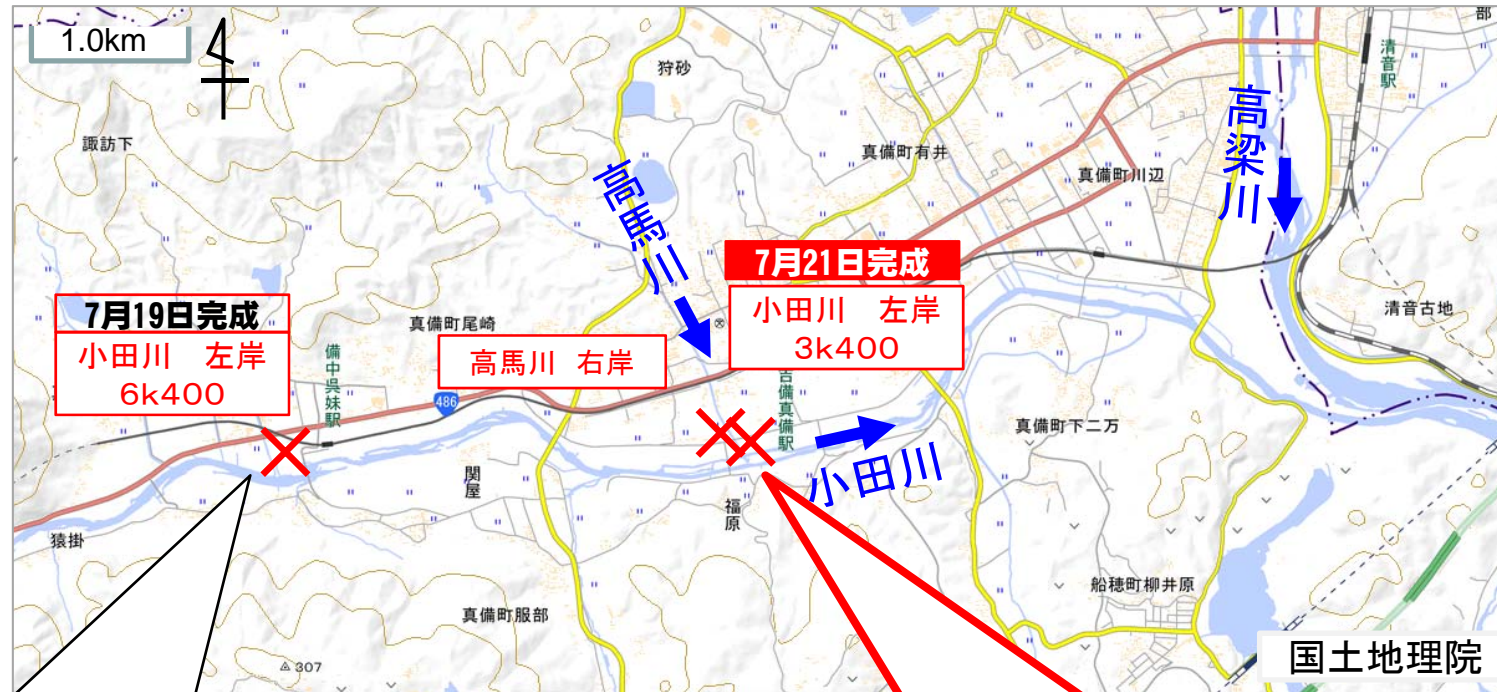 1.0km
部
狩砂
清音駅
諏訪下
真備町有井
真備町川辺
高梁川
高馬川
7月21日完成
小田川 左岸
3k400
7月19日完成
小田川 左岸
6k400
真備町尾崎
清音古地
備中呉妹駅
高馬川 右岸
486
吉備真備駅
真備町下二万
小田川
関屋
福原
猿掛
船穂町柳井原
真備町服部
307
国土地理院